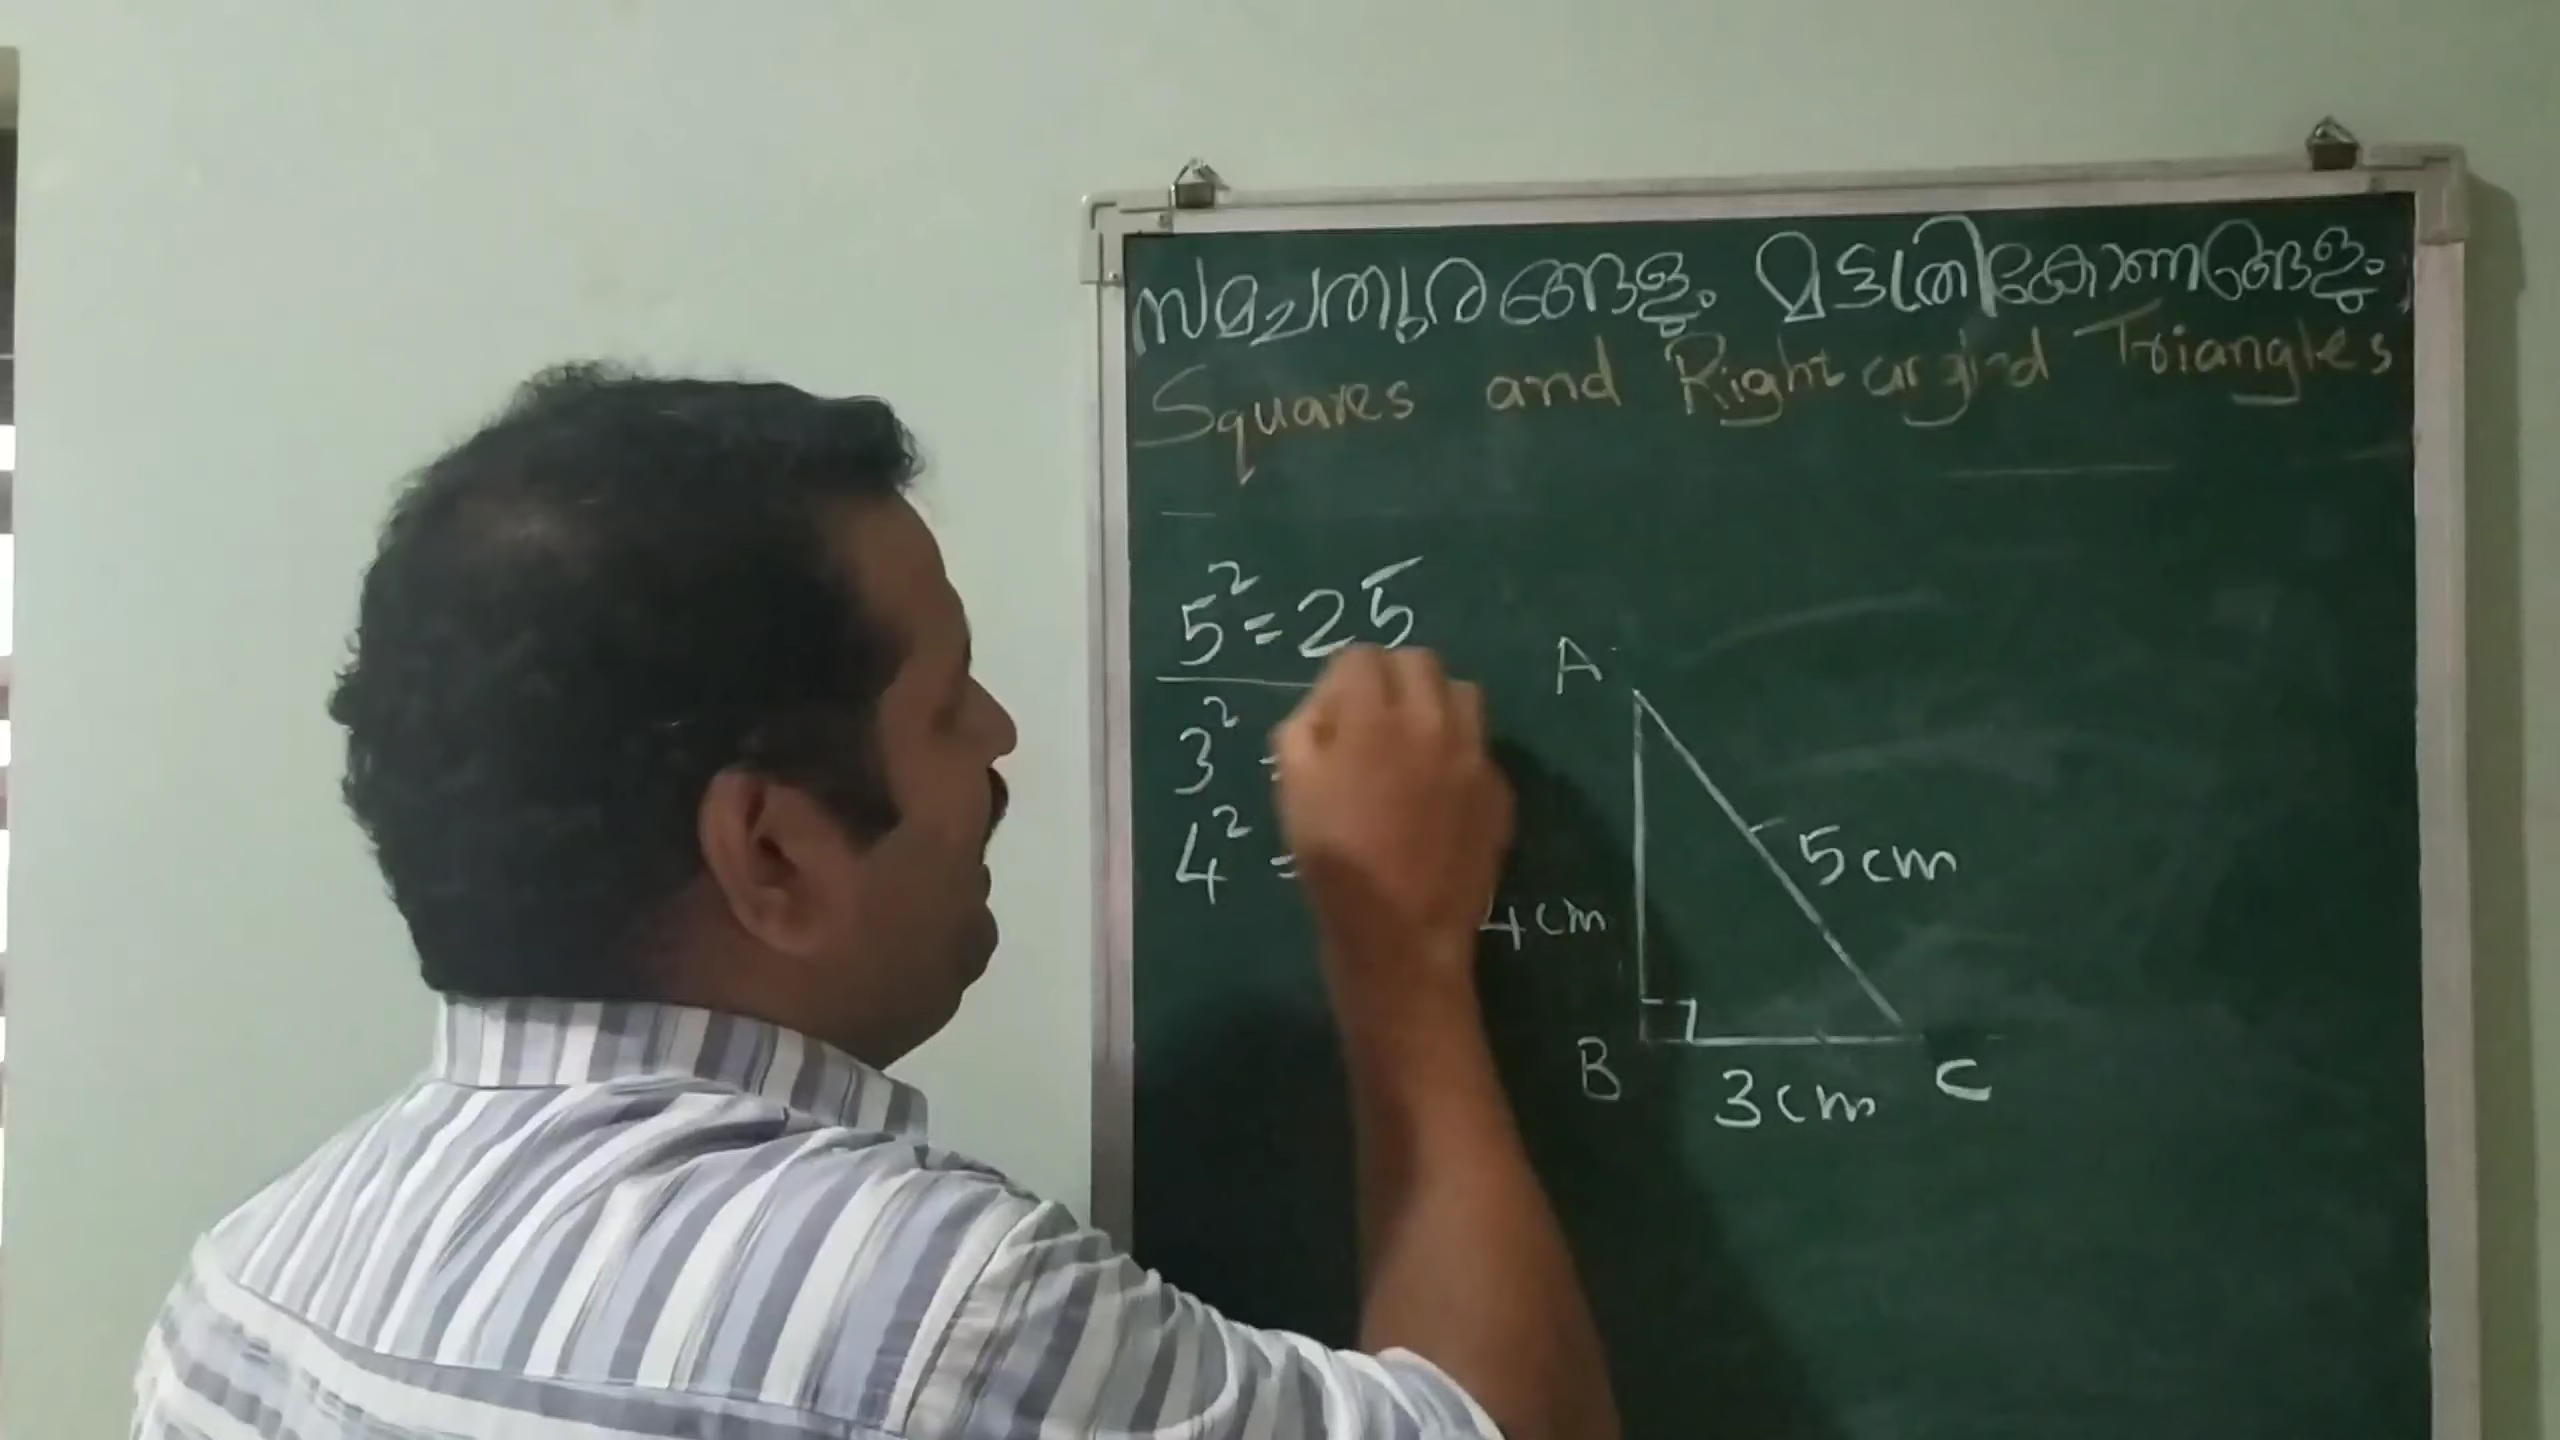 സമചതുരങ്ങളും മട്ടത്രികോണങ്ങളും
Squares and Right angled Triangles
5² = 25
3² =
4² =
A
5cm
4cm
B
3cm
C